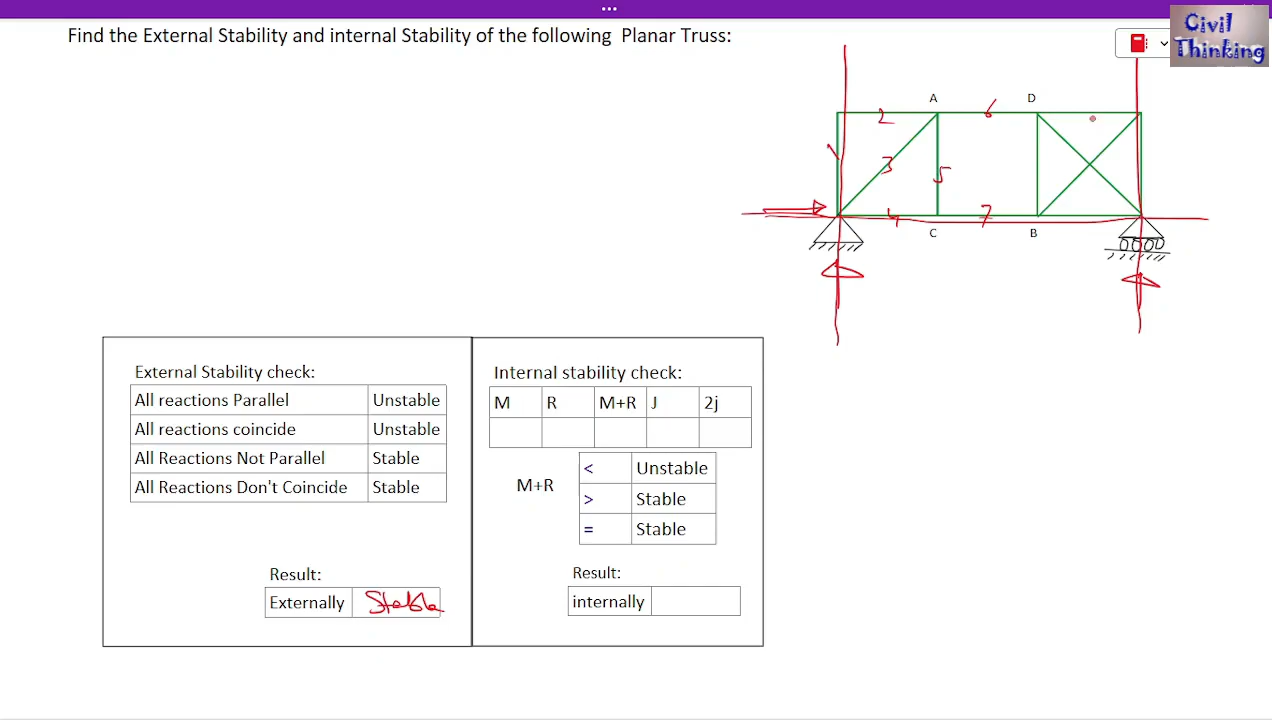 Civil
Thinking
Find the External Stability and internal Stability of the following Planar Truss:
A D
2 6
1 3 5
4 7
C B
External Stability check:
All reactions Parallel Unstable
All reactions coincide Unstable
All Reactions Not Parallel Stable
All Reactions Don't Coincide Stable
Result:
Externally Stable
Internal stability check:
M R M+R J 2j
M+R
< Unstable
> Stable
= Stable
Result:
internally